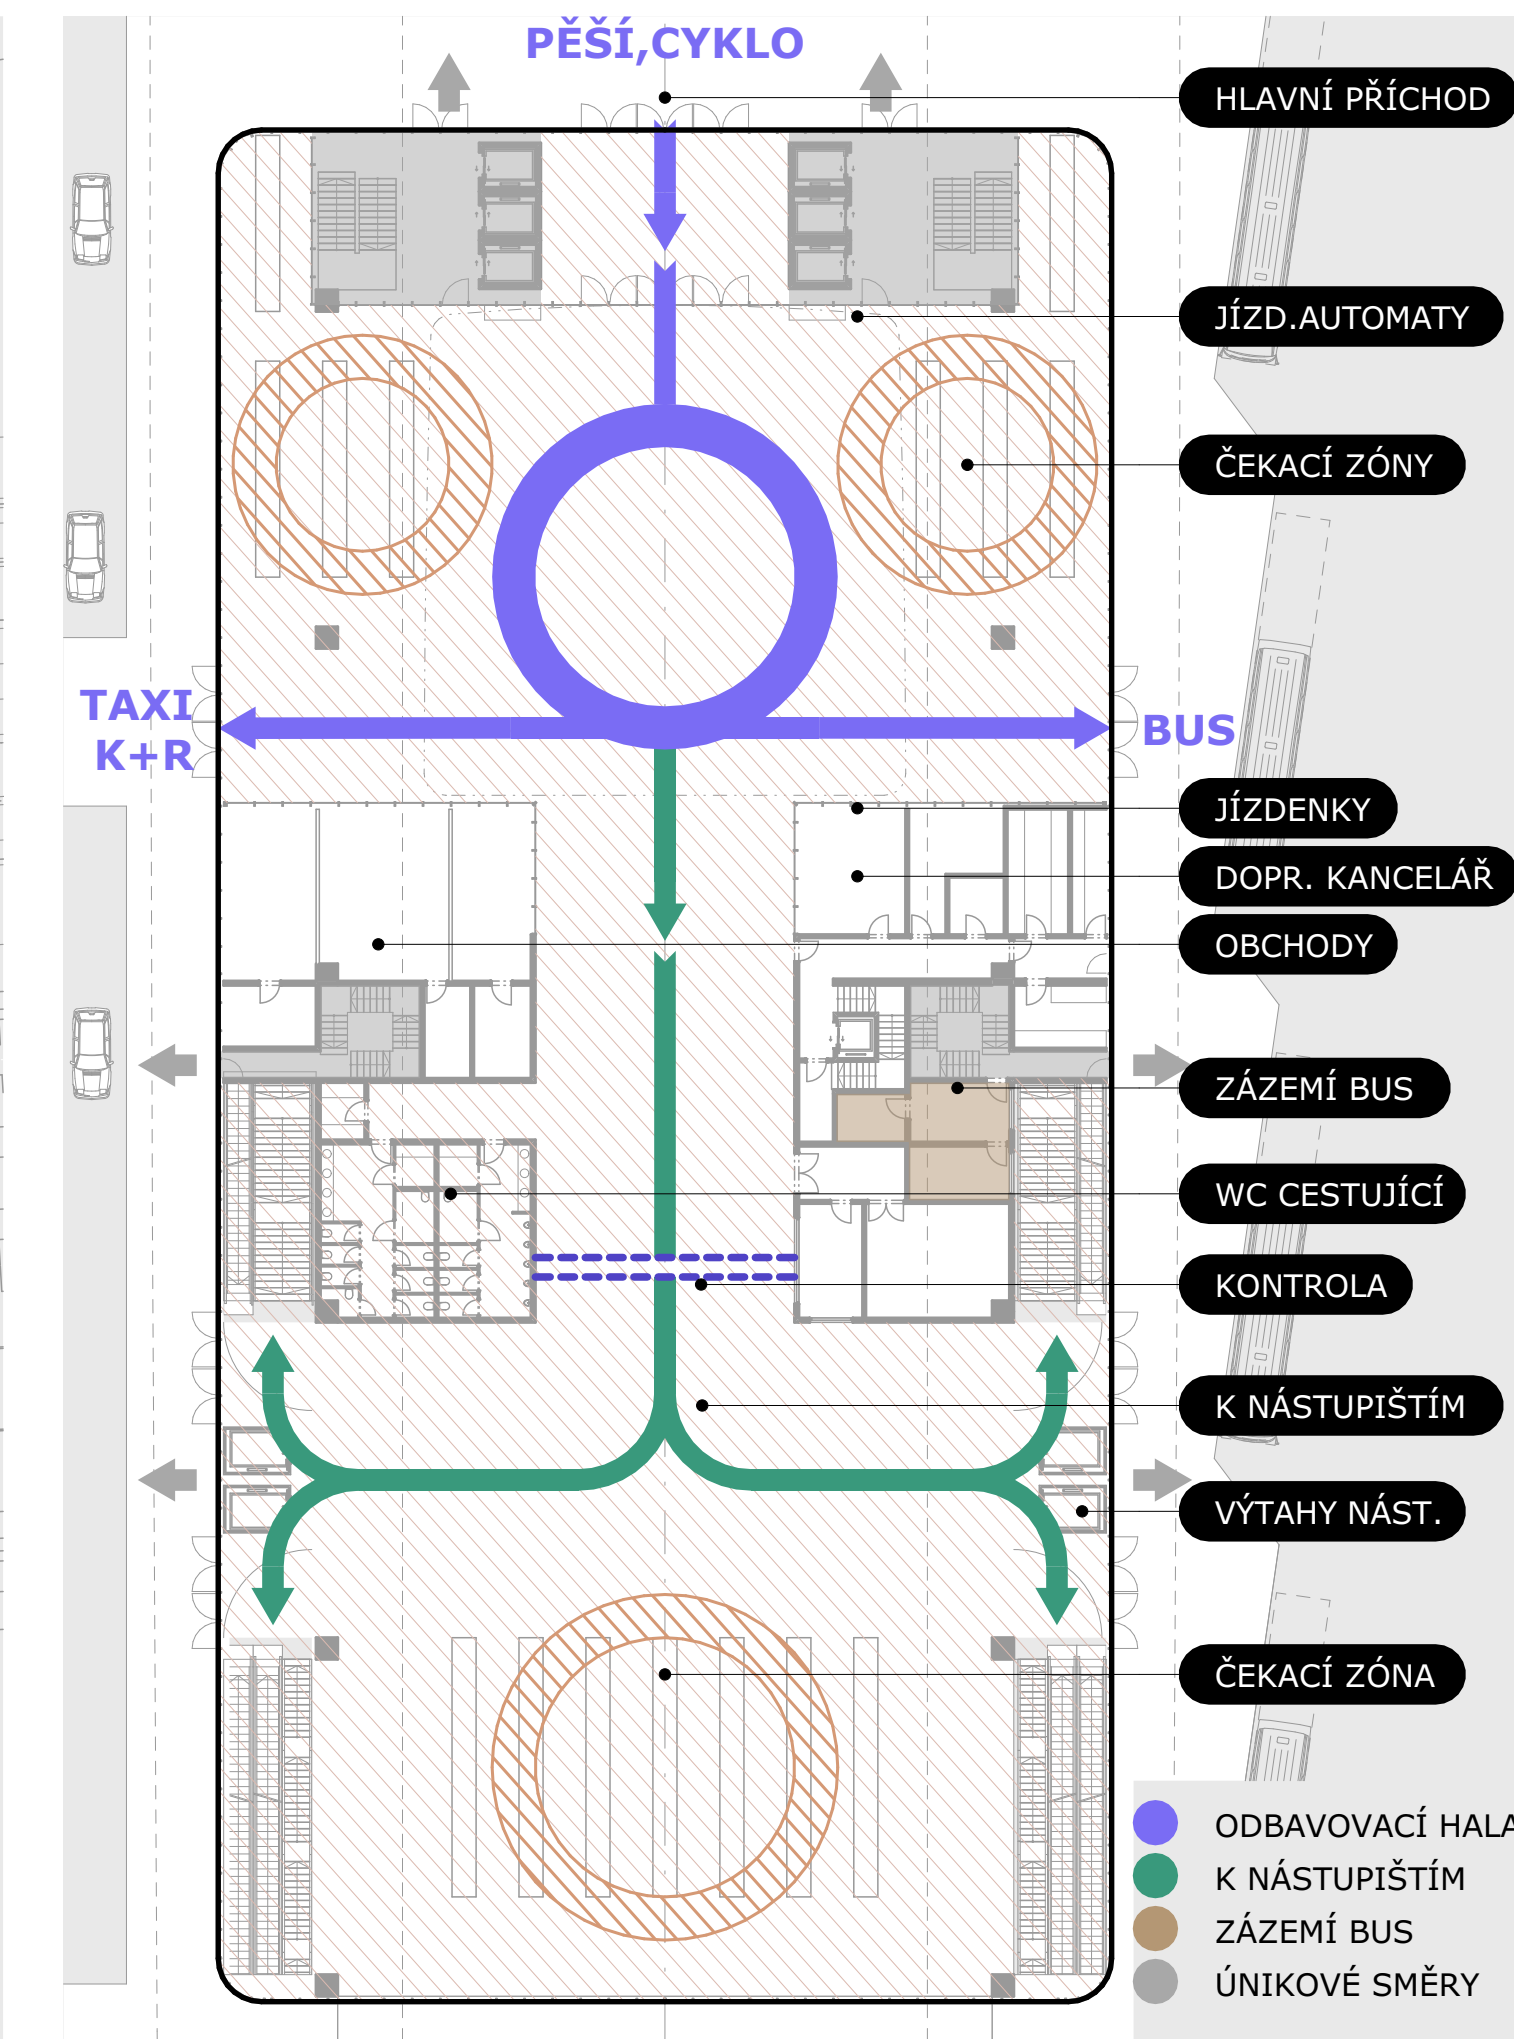 PĚŠÍ,CYKLO
HLAVNÍ PŘÍCHOD
JÍZD.AUTOMATY
ČEKACÍ ZÓNY
TAXI
K+R
BUS
JÍZDENKY
DOPR. KANCELÁŘ
OBCHODY
ZÁZEMÍ BUS
WC CESTUJÍCÍ
KONTROLA
K NÁSTUPIŠTÍM
VÝTAHY NÁST.
ČEKACÍ ZÓNA
ODBAVOVACÍ HALA
K NÁSTUPIŠTÍM
ZÁZEMÍ BUS
ÚNIKOVÉ SMĚRY